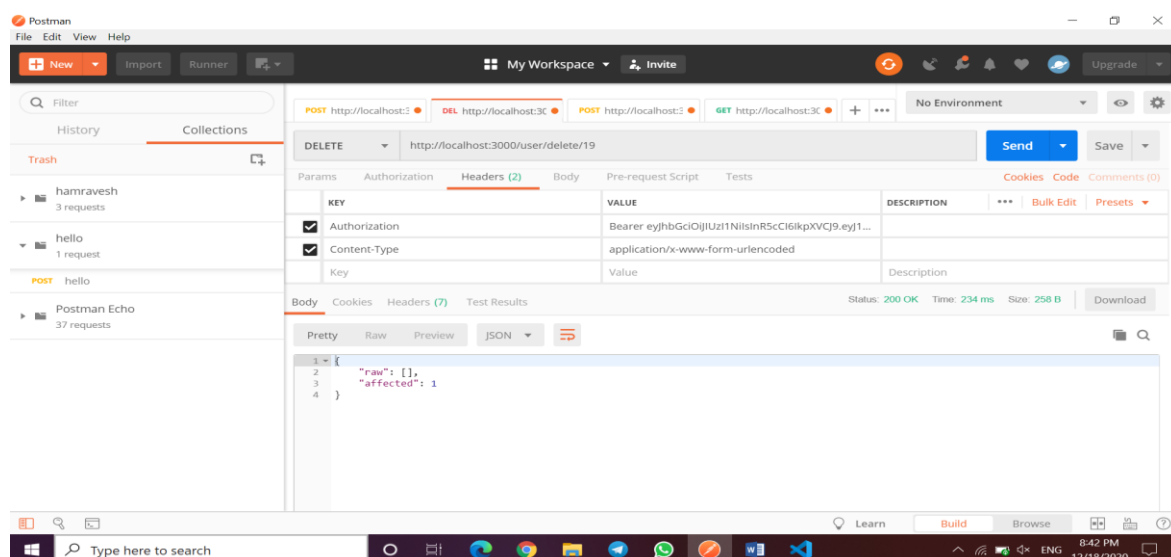 Postman
File Edit View Help
New Import Runner My Workspace Invite Upgrade
Filter
History Collections
Trash
hamravesh
3 requests
hello
1 request
POST hello
Postman Echo
37 requests
POST http://localhost:3 DEL http://localhost:30 POST http://localhost:3 GET http://localhost:30 No Environment
DELETE http://localhost:3000/user/delete/19 Send Save
Params Authorization Headers (2) Body Pre-request Script Tests Cookies Code Comments (0)
KEY VALUE DESCRIPTION Bulk Edit Presets
Authorization Bearer eyJhbGciOiJIUzI1NiIsInR5cCI6IkpXVCJ9.eyJ1...
Content-Type application/x-www-form-urlencoded
Key Value Description
Body Cookies Headers (7) Test Results Status: 200 OK Time: 234 ms Size: 258 B Download
Pretty Raw Preview JSON
1 {
2 "raw": [],
3 "affected": 1
4 }
Learn Build Browse
Type here to search ENG 8:42 PM
12/18/2020